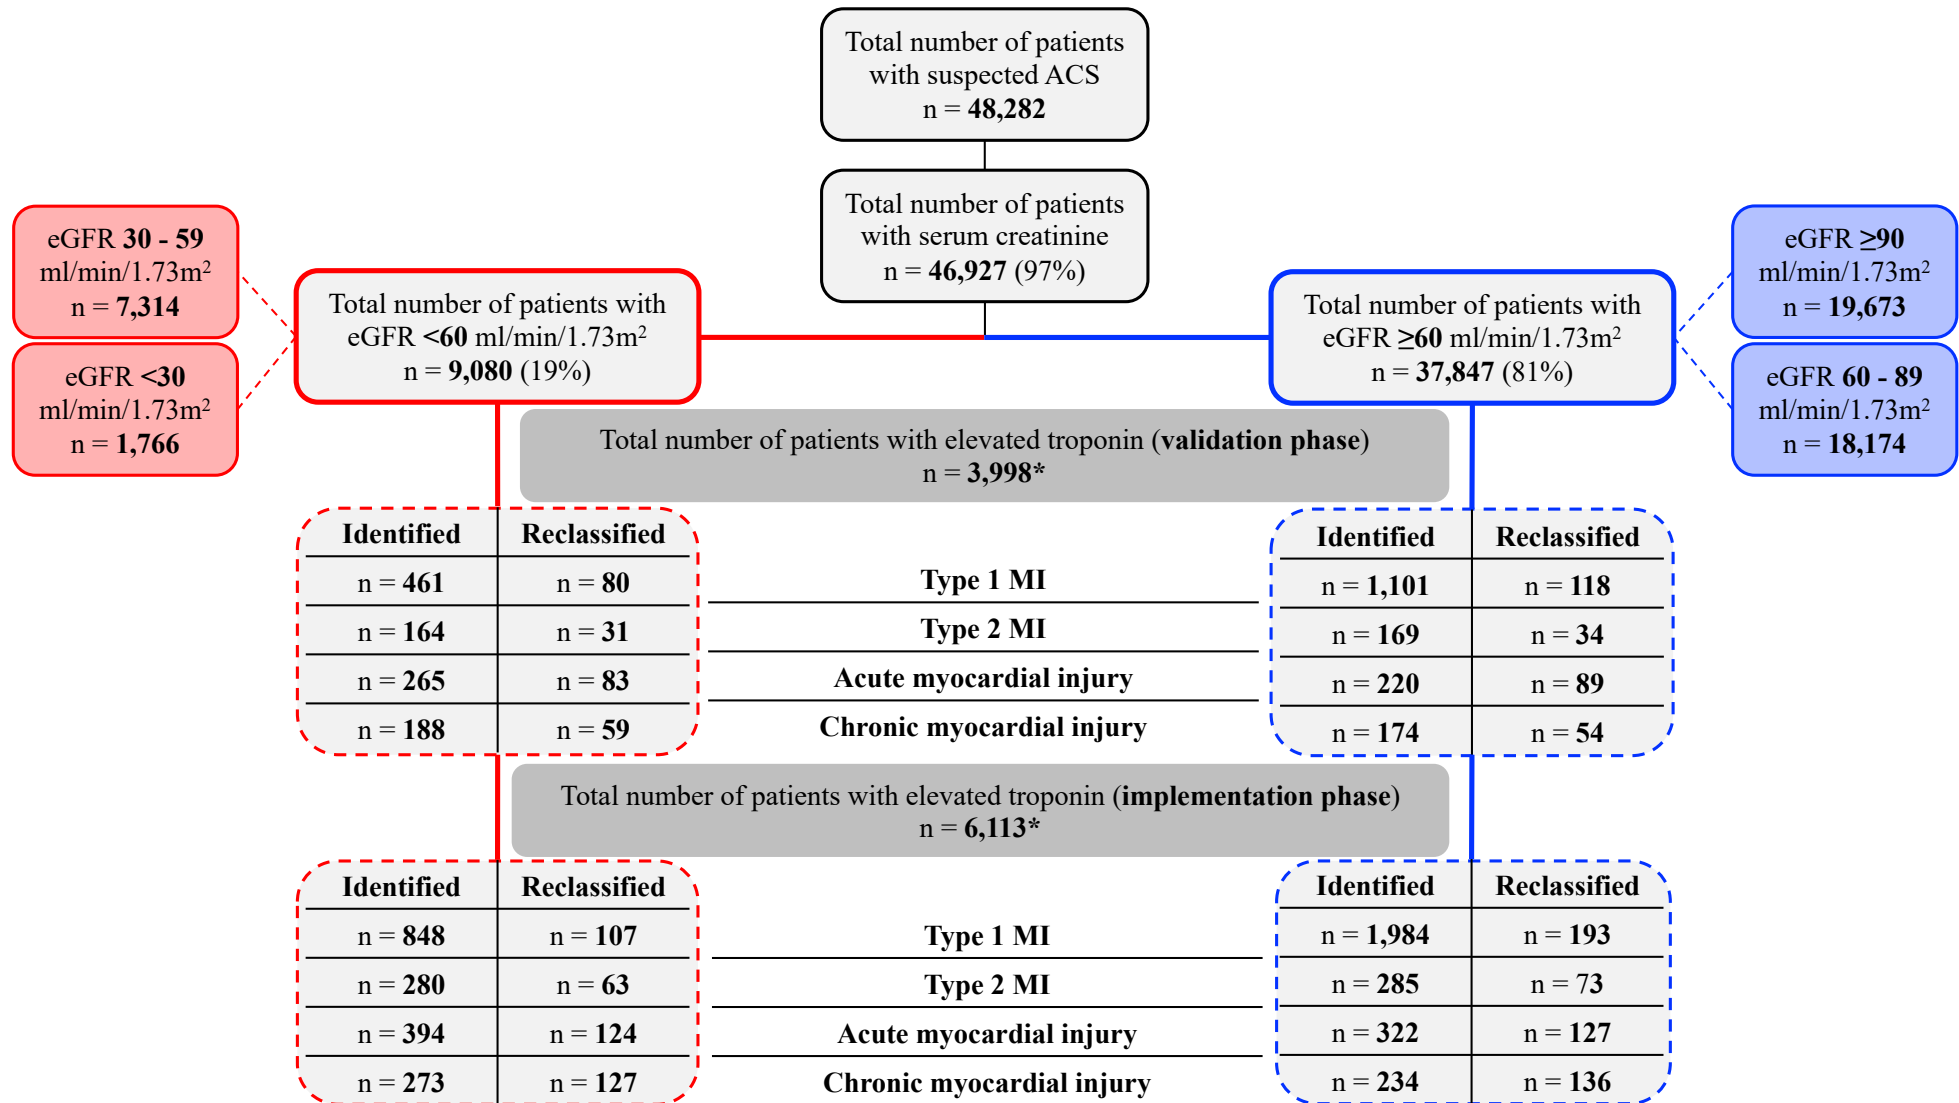 Total number of patients
with suspected ACS
n = 48,282
Total number of patients
with serum creatinine
n = 46,927 (97%)
eGFR 30 - 59
ml/min/1.73m²
n = 7,314
eGFR <30
ml/min/1.73m²
n = 1,766
Total number of patients with
eGFR <60 ml/min/1.73m²
n = 9,080 (19%)
Total number of patients with
eGFR ≥60 ml/min/1.73m²
n = 37,847 (81%)
eGFR ≥90
ml/min/1.73m²
n = 19,673
eGFR 60 - 89
ml/min/1.73m²
n = 18,174
Total number of patients with elevated troponin (validation phase)
n = 3,998*
Identified Reclassified Identified Reclassified
n = 461 n = 80 Type 1 MI n = 1,101 n = 118
n = 164 n = 31 Type 2 MI n = 169 n = 34
n = 265 n = 83 Acute myocardial injury n = 220 n = 89
n = 188 n = 59 Chronic myocardial injury n = 174 n = 54
Total number of patients with elevated troponin (implementation phase)
n = 6,113*
Identified Reclassified Identified Reclassified
n = 848 n = 107 Type 1 MI n = 1,984 n = 193
n = 280 n = 63 Type 2 MI n = 285 n = 73
n = 394 n = 124 Acute myocardial injury n = 322 n = 127
n = 273 n = 127 Chronic myocardial injury n = 234 n = 136